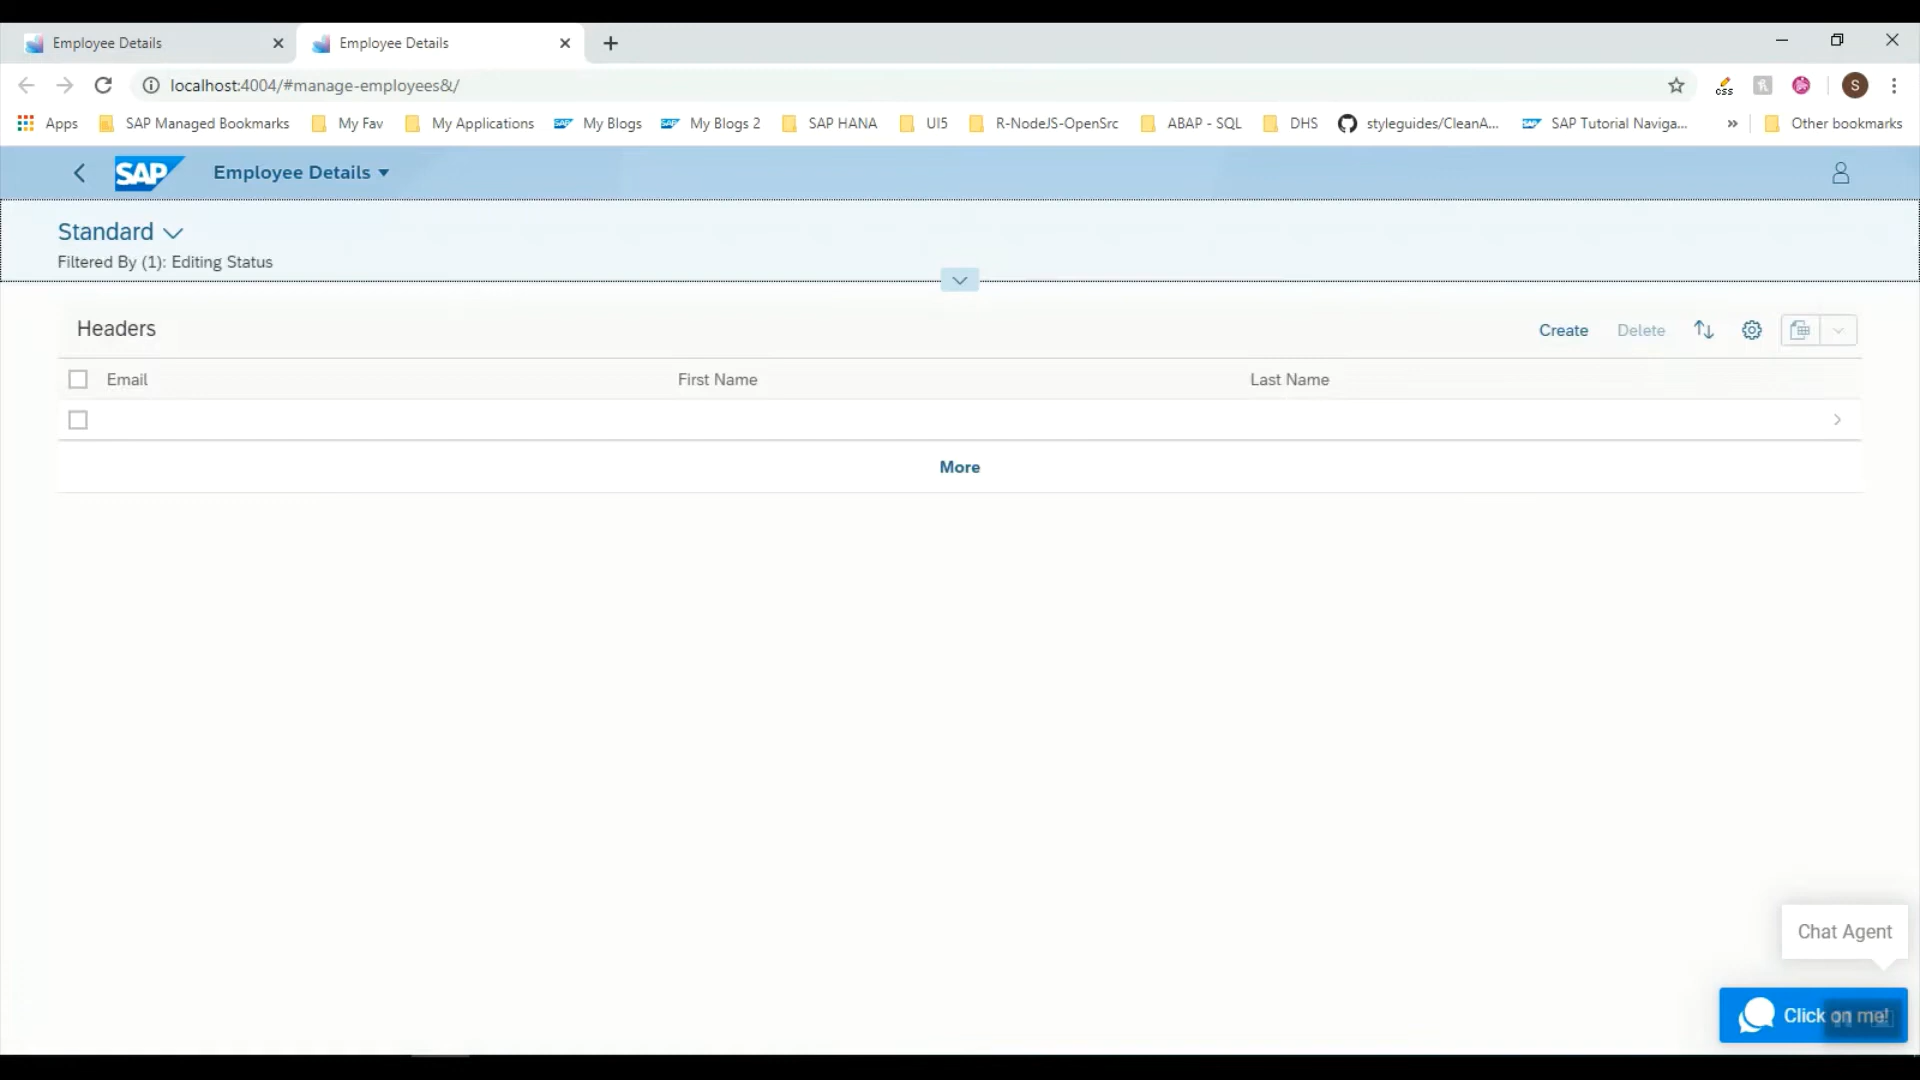 Employee Details
Employee Details
localhost:4004/#manage-employees&/
css
S
Apps
SAP Managed Bookmarks
My Fav
My Applications
My Blogs
My Blogs 2
SAP HANA
UI5
R-NodeJS-OpenSrc
ABAP - SQL
DHS
styleguides/CleanA...
SAP Tutorial Naviga...
»
Other bookmarks
SAP
Employee Details
Standard
Filtered By (1): Editing Status
Headers
Create
Delete
Email
First Name
Last Name
More
Chat Agent
Click on me!